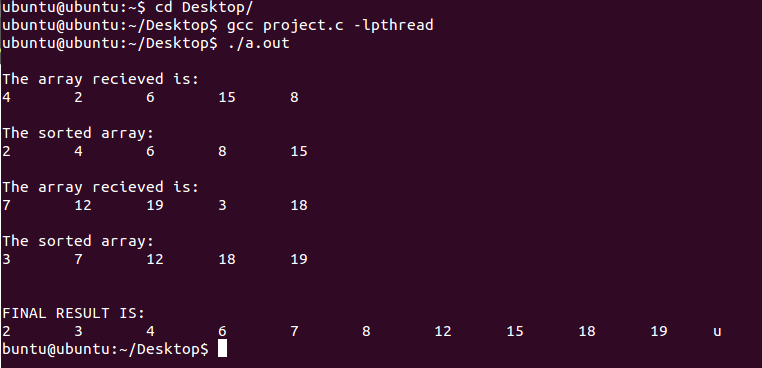 ubuntu@ubuntu:~$ cd Desktop/
ubuntu@ubuntu:~/Desktop$ gcc project.c -lpthread
ubuntu@ubuntu:~/Desktop$ ./a.out
The array recieved is:
4 2 6 15 8
The sorted array:
2 4 6 8 15
The array recieved is:
7 12 19 3 18
The sorted array:
3 7 12 18 19
FINAL RESULT IS:
2 3 4 6 7 8 12 15 18 19 u
buntu@ubuntu:~/Desktop$